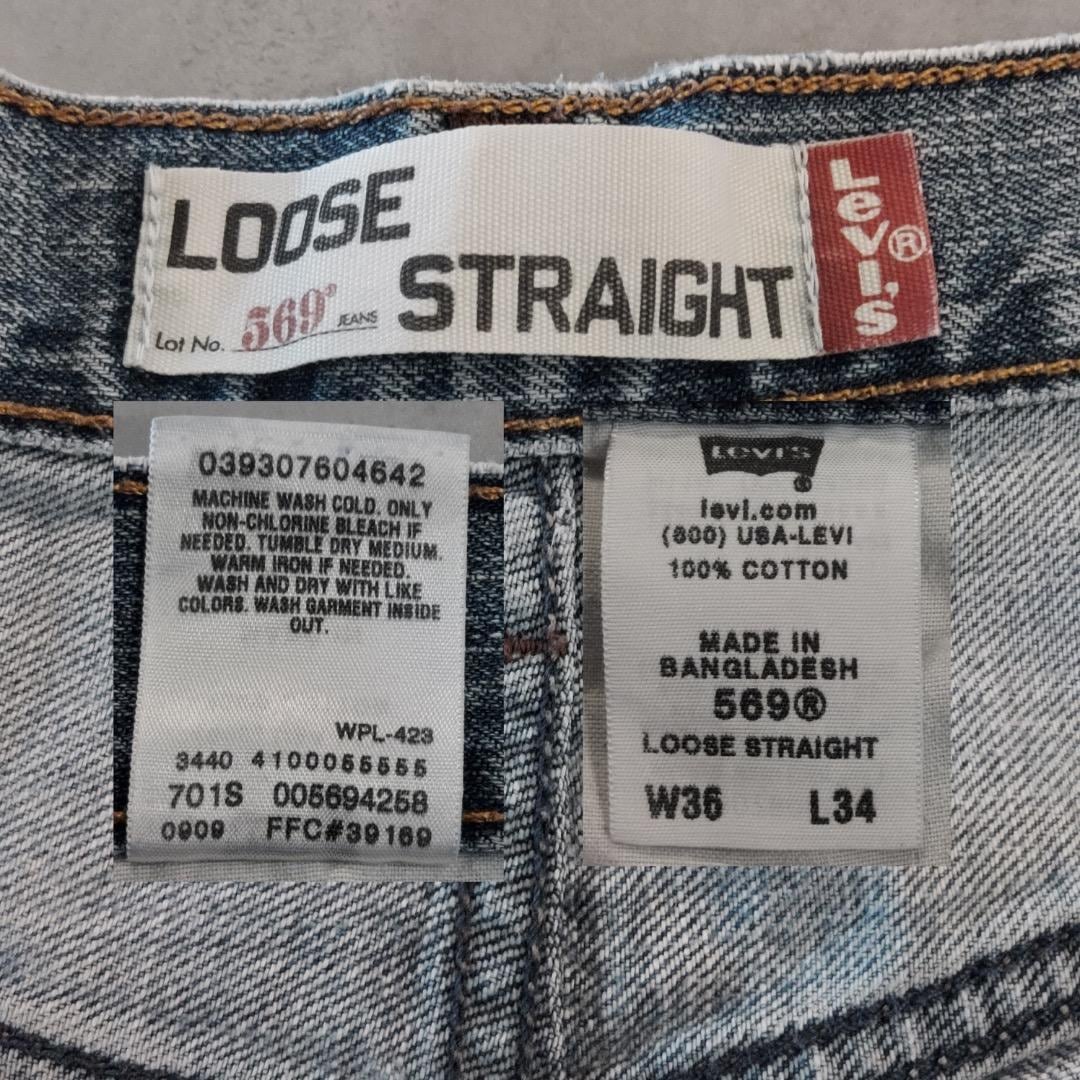 LOOSE
STRAIGHT
Lot No. 569® JEANS
Levi's®
039307604642
MACHINE WASH COLD. ONLY
NON-CHLORINE BLEACH IF
NEEDED. TUMBLE DRY MEDIUM.
WARM IRON IF NEEDED.
WASH AND DRY WITH LIKE
COLORS. WASH GARMENT INSIDE
OUT.
WPL-423
3440 4100055555
701S 005694258
0909 FFC#39169
LEVI'S®
levi.com
(800) USA-LEVI
100% COTTON
MADE IN
BANGLADESH
569®
LOOSE STRAIGHT
W36 L34